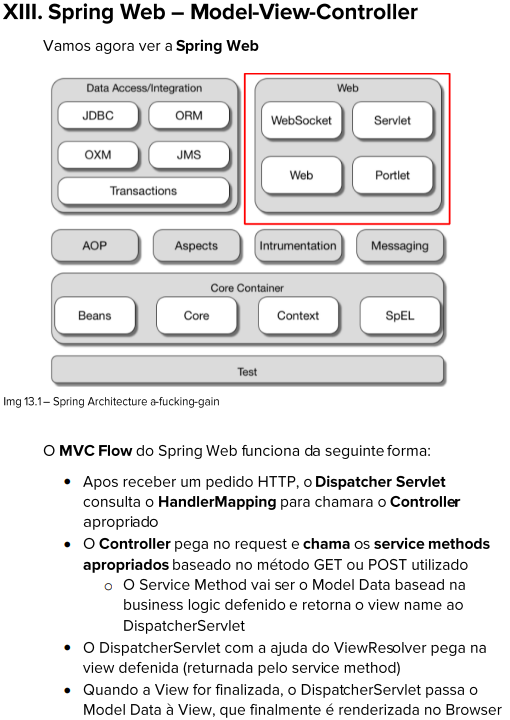 XIII. Spring Web – Model-View-Controller
Vamos agora ver a Spring Web
Data Access/Integration
JDBC
ORM
OXM
JMS
Transactions
Web
WebSocket
Servlet
Web
Portlet
AOP
Aspects
Intrumentation
Messaging
Core Container
Beans
Core
Context
SpEL
Test
Img 13.1 – Spring Architecture a-fucking-gain
O MVC Flow do Spring Web funciona da seguinte forma:
• Apos receber um pedido HTTP, o Dispatcher Servlet
consulta o HandlerMapping para chamara o Controller
apropriado
• O Controller pega no request e chama os service methods
apropriados baseado no método GET ou POST utilizado
o O Service Method vai ser o Model Data basead na
business logic defenido e retorna o view name ao
DispatcherServlet
• O DispatcherServlet com a ajuda do ViewResolver pega na
view defenida (returnada pelo service method)
• Quando a View for finalizada, o DispatcherServlet passa o
Model Data à View, que finalmente é renderizada no Browser